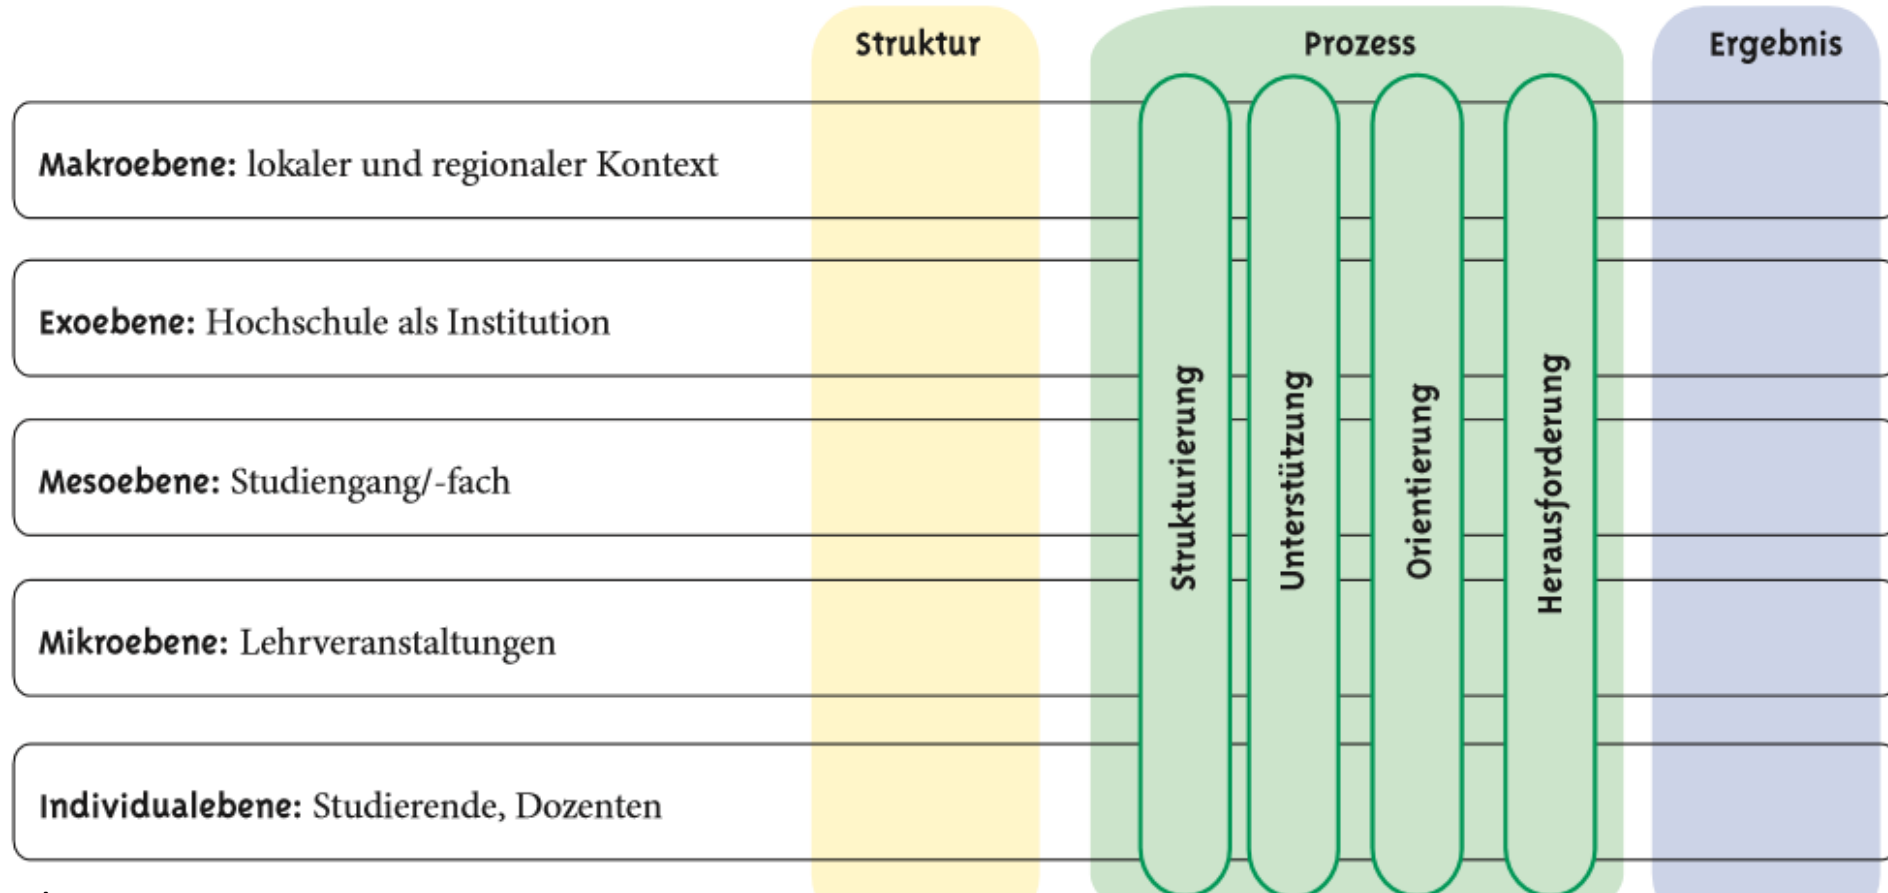 Struktur
Prozess
Ergebnis
Makroebene: lokaler und regionaler Kontext
Exoebene: Hochschule als Institution
Mesoebene: Studiengang/-fach
Mikroebene: Lehrveranstaltungen
Individualebene: Studierende, Dozenten
Strukturierung
Unterstützung
Orientierung
Herausforderung